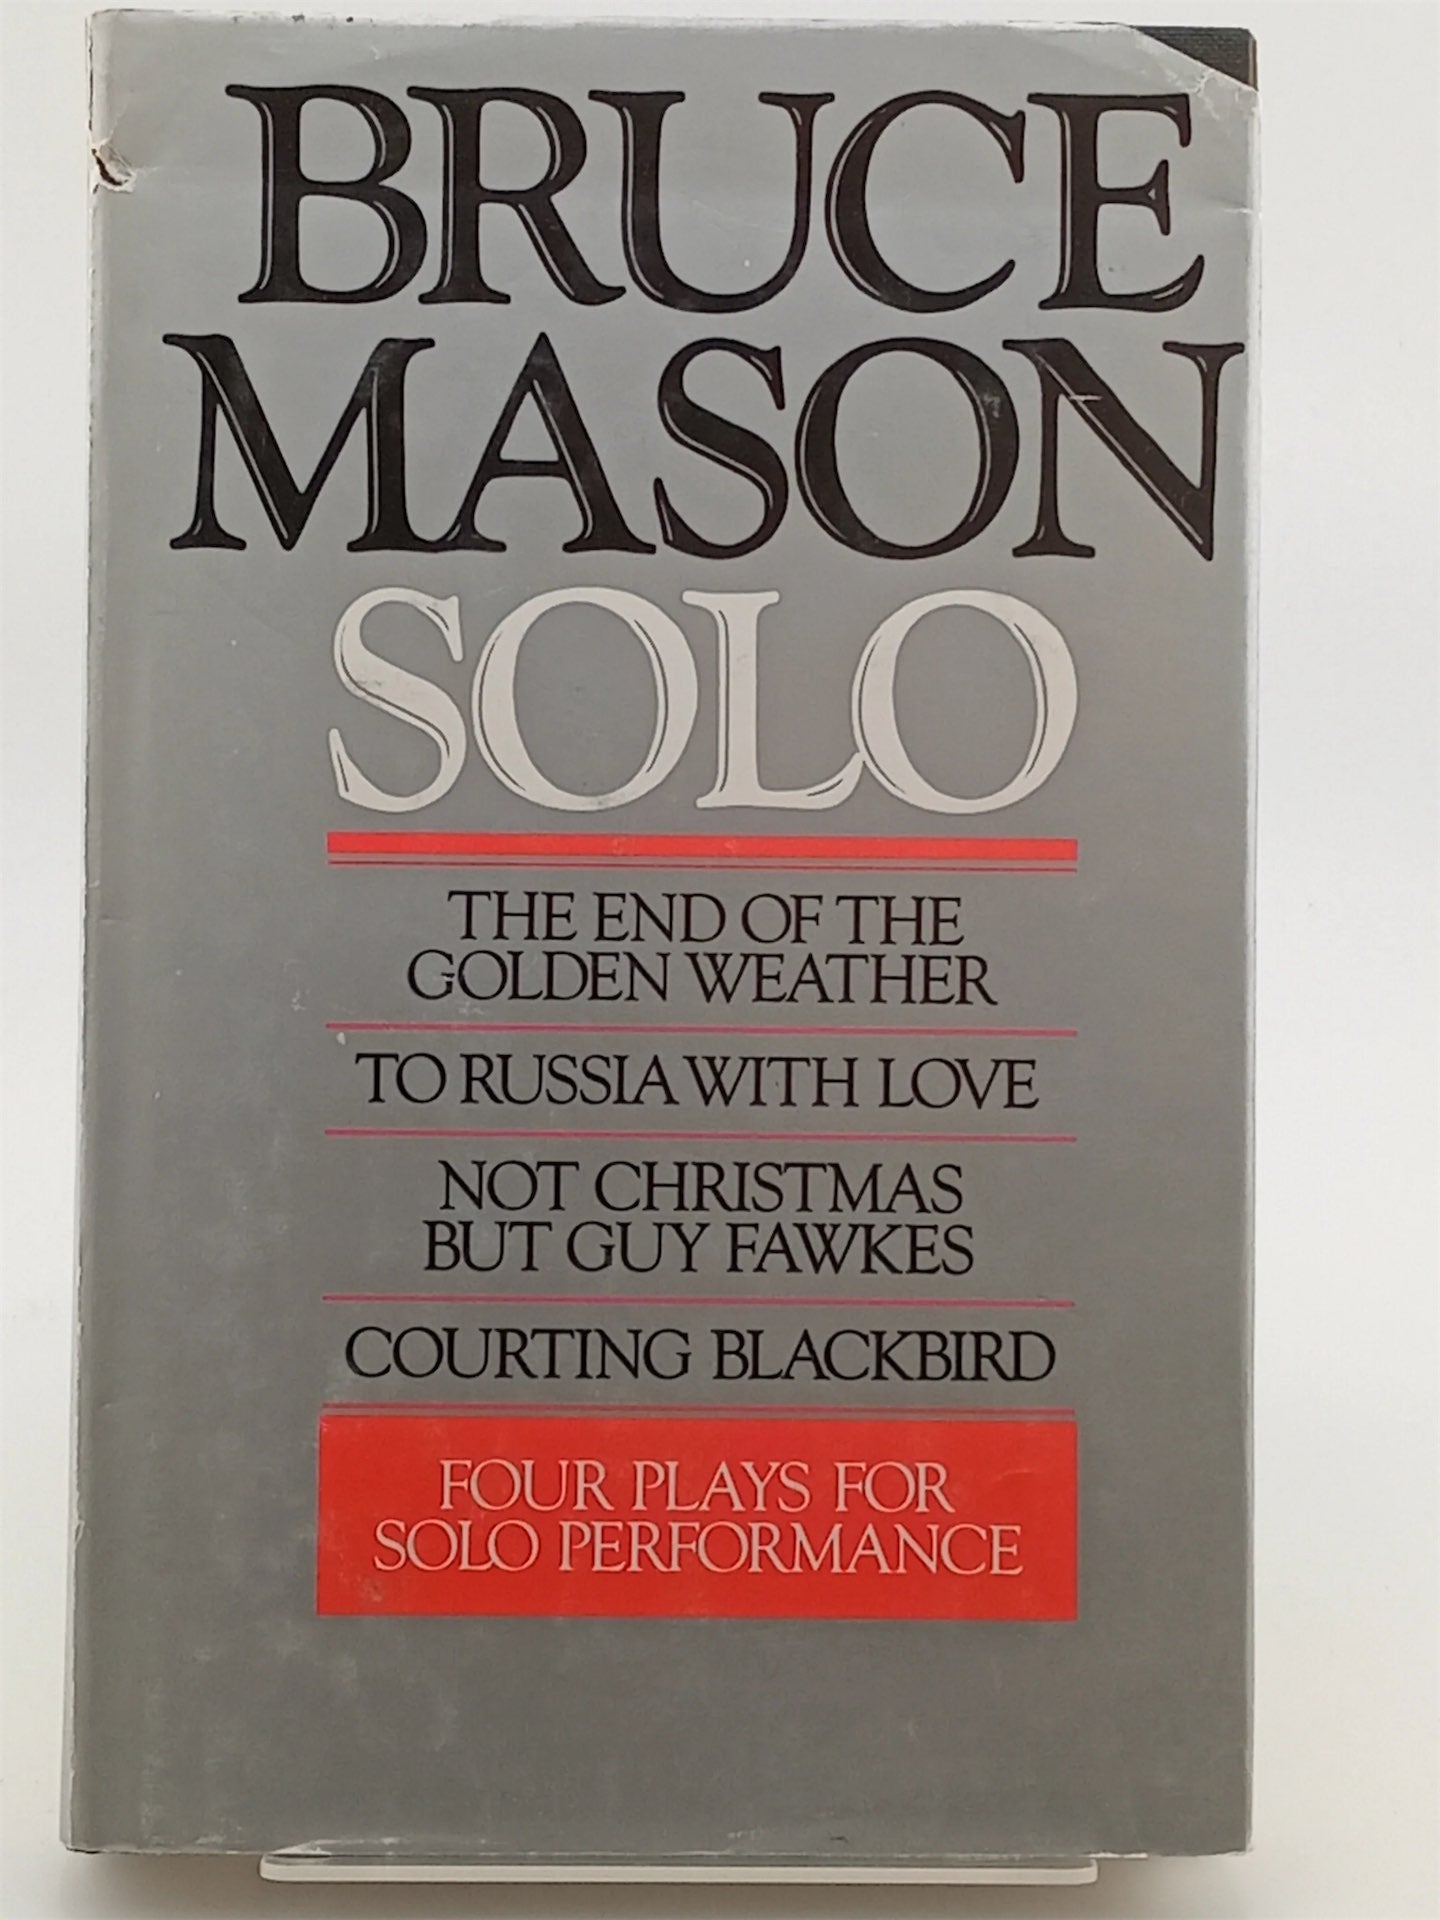 BRUCE
MASON
SOLO
THE END OF THE
GOLDEN WEATHER
TO RUSSIA WITH LOVE
NOT CHRISTMAS
BUT GUY FAWKES
COURTING BLACKBIRD
FOUR PLAYS FOR
SOLO PERFORMANCE